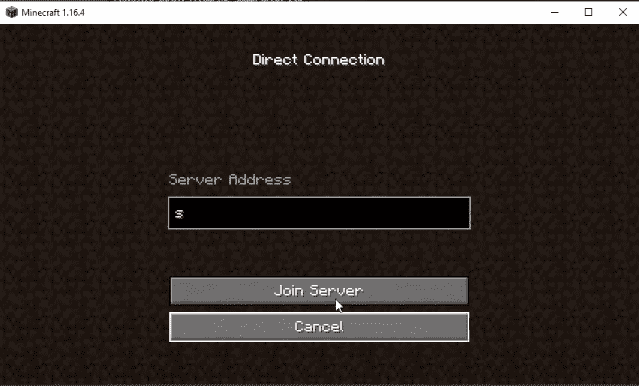 Minecraft 1.16.4
Direct Connection
Server Address
s
Join Server
Cancel